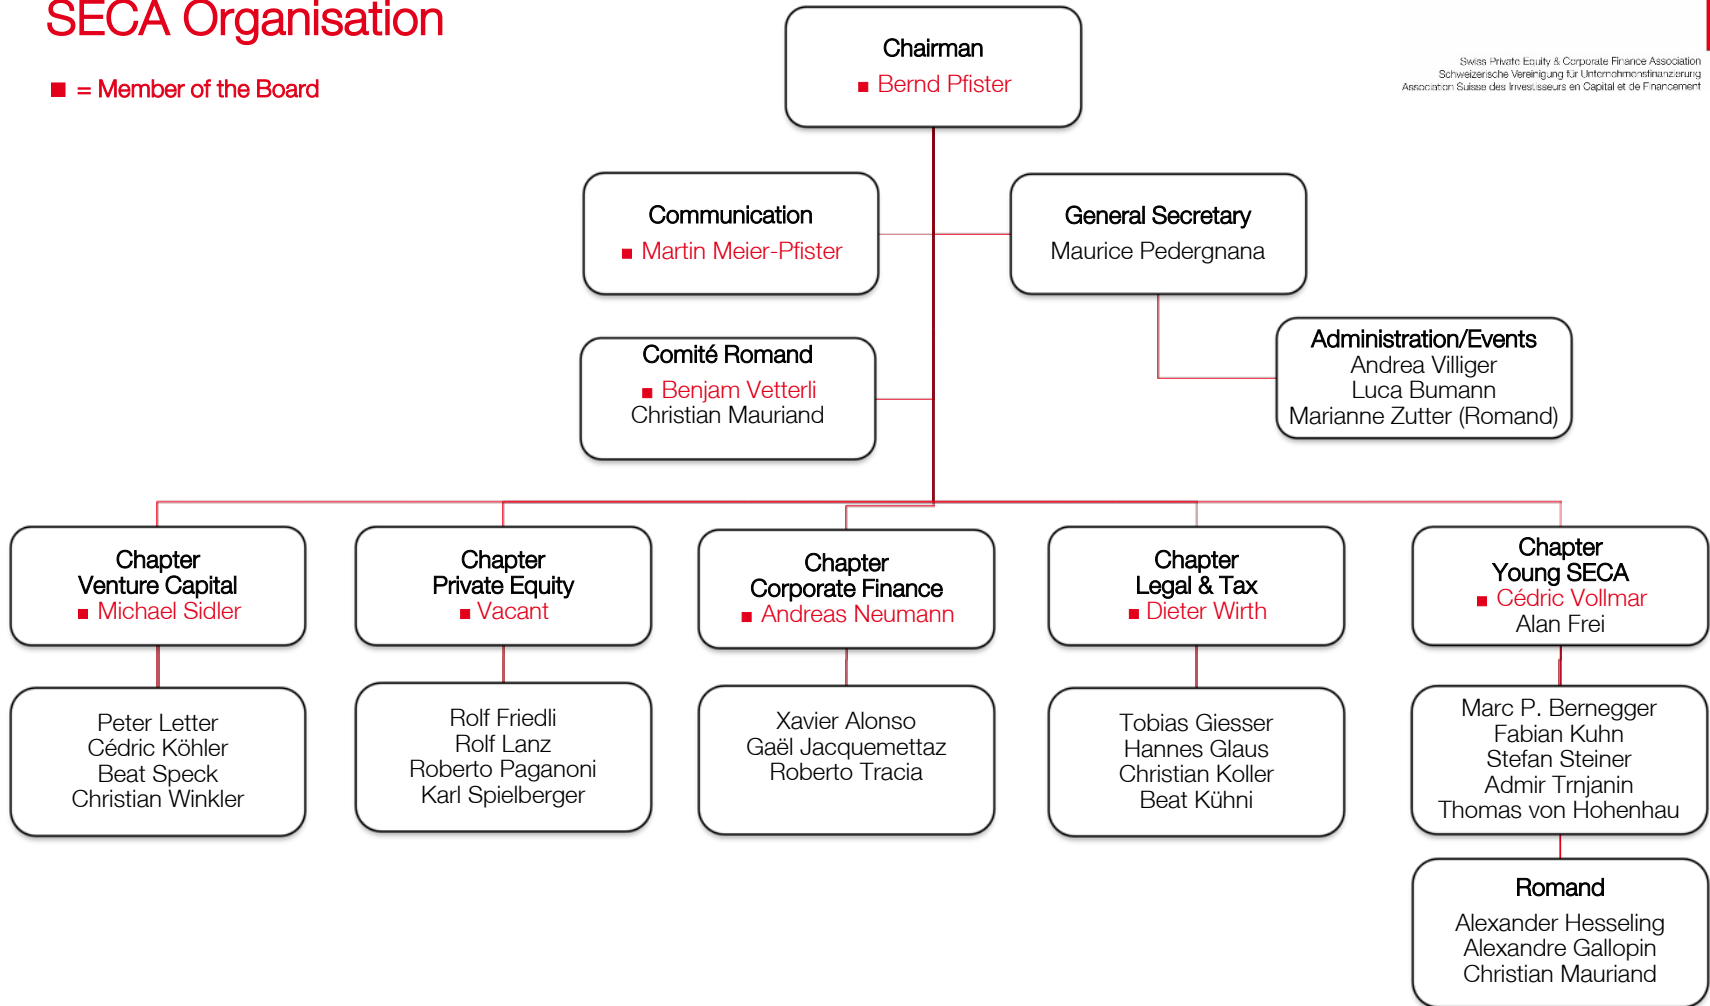 SECA Organisation
■ = Member of the Board
Swiss Private Equity & Corporate Finance Association
Schweizerische Vereinigung für Unternehmensfinanzierung
Association Suisse des Investisseurs en Capital et de Financement
Chairman
■ Bernd Pfister
Communication
■ Martin Meier-Pfister
General Secretary
Maurice Pedergnana
Comité Romand
■ Benjam Vetterli
Christian Mauriand
Administration/Events
Andrea Villiger
Luca Bumann
Marianne Zutter (Romand)
Chapter
Venture Capital
■ Michael Sidler
Chapter
Private Equity
■ Vacant
Chapter
Corporate Finance
■ Andreas Neumann
Chapter
Legal & Tax
■ Dieter Wirth
Chapter
Young SECA
■ Cédric Vollmar
Alan Frei
Peter Letter
Cédric Köhler
Beat Speck
Christian Winkler
Rolf Friedli
Rolf Lanz
Roberto Paganoni
Karl Spielberger
Xavier Alonso
Gaël Jacquemettaz
Roberto Tracia
Tobias Giesser
Hannes Glaus
Christian Koller
Beat Kühni
Marc P. Bernegger
Fabian Kuhn
Stefan Steiner
Admir Trnjanin
Thomas von Hohenhau
Romand
Alexander Hesseling
Alexandre Gallopin
Christian Mauriand